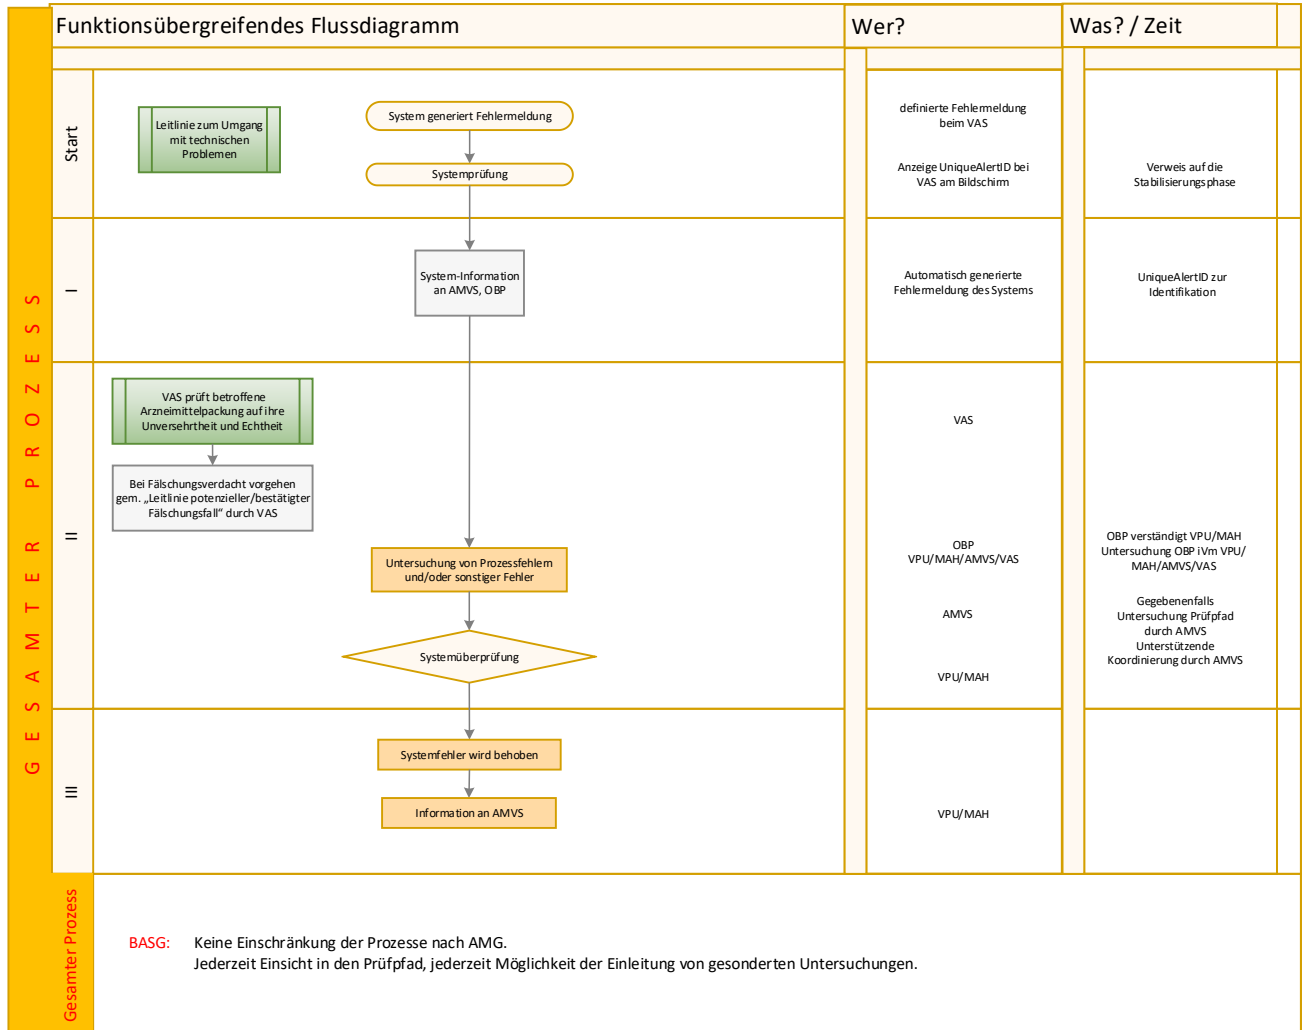 Funktionsübergreifendes Flussdiagramm
Wer?
Was? / Zeit
GESAMTER PROZESS
Start
Leitlinie zum Umgang
mit technischen
Problemen
System generiert Fehlermeldung
Systemprüfung
definierte Fehlermeldung
beim VAS
Anzeige UniqueAlertID bei
VAS am Bildschirm
Verweis auf die
Stabilisierungsphase
I
System-Information
an AMVS, OBP
Automatisch generierte
Fehlermeldung des Systems
UniqueAlertID zur
Identifikation
II
VAS prüft betroffene
Arzneimittelpackung auf ihre
Unversehrtheit und Echtheit
Bei Fälschungsverdacht vorgehen
gem. „Leitlinie potenzieller/bestätigter
Fälschungsfall“ durch VAS
Untersuchung von Prozessfehlern
und/oder sonstiger Fehler
Systemüberprüfung
VAS
OBP
VPU/MAH/AMVS/VAS
AMVS
VPU/MAH
OBP verständigt VPU/MAH
Untersuchung OBP iVm VPU/
MAH/AMVS/VAS
Gegebenenfalls
Untersuchung Prüfpfad
durch AMVS
Unterstützende
Koordinierung durch AMVS
III
Systemfehler wird behoben
Information an AMVS
VPU/MAH
Gesamter Prozess
BASG: Keine Einschränkung der Prozesse nach AMG.
Jederzeit Einsicht in den Prüfpfad, jederzeit Möglichkeit der Einleitung von gesonderten Untersuchungen.